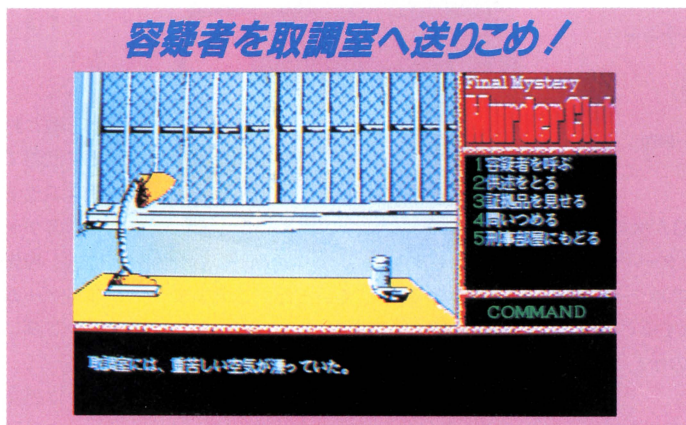 容疑者を取調室へ送りこめ！
Final Mystery
Murder Club
1容疑者を呼ぶ
2供述をとる
3証拠品を見せる
4問いつめる
5刑事部屋にもどる
COMMAND
取調室には、重苦しい空気が漂っていた。